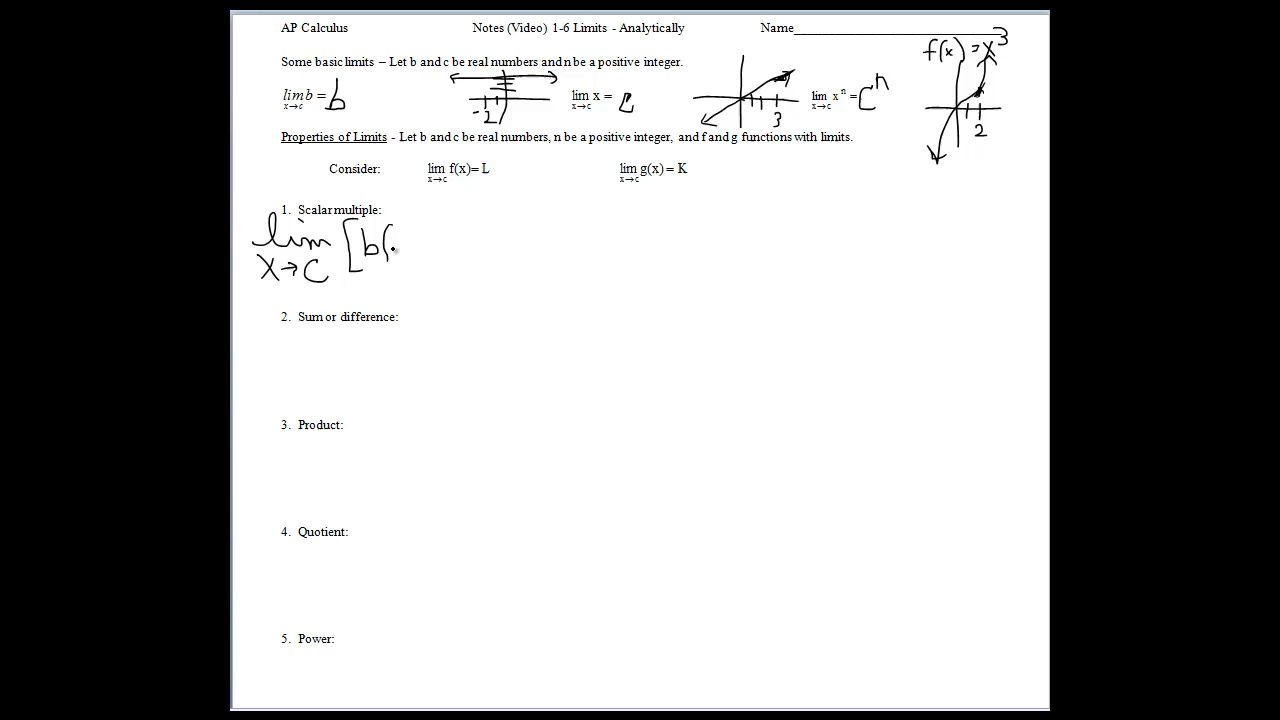 AP Calculus Notes (Video) 1-6 Limits - Analytically Name____________________
f(x) = x³
Some basic limits – Let b and c be real numbers and n be a positive integer.
lim b = b lim x = c lim xⁿ = cⁿ
x→c x→c x→c
-2 3 2
Properties of Limits - Let b and c be real numbers, n be a positive integer, and f and g functions with limits.
Consider: lim f(x) = L lim g(x) = K
x→c x→c
1. Scalar multiple:
lim [b(
x→c
2. Sum or difference:
3. Product:
4. Quotient:
5. Power: